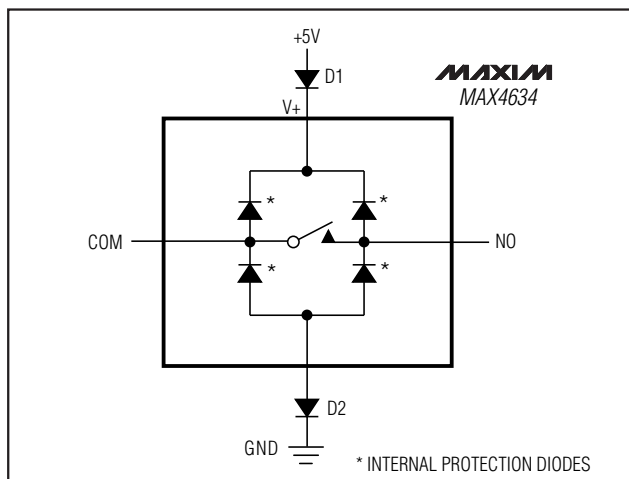 +5V
D1
MAXIM
MAX4634
V+
*
*
COM
NO
*
*
D2
GND
* INTERNAL PROTECTION DIODES